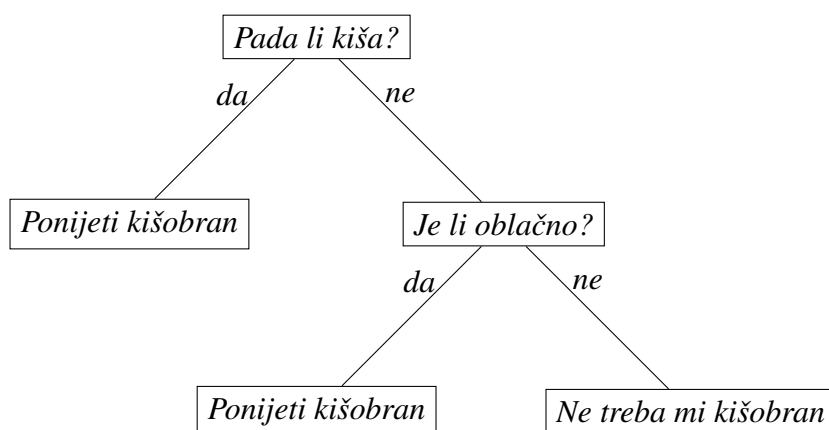 Pada li kiša?
da
ne
Ponijeti kišobran
Je li oblačno?
da
ne
Ponijeti kišobran
Ne treba mi kišobran